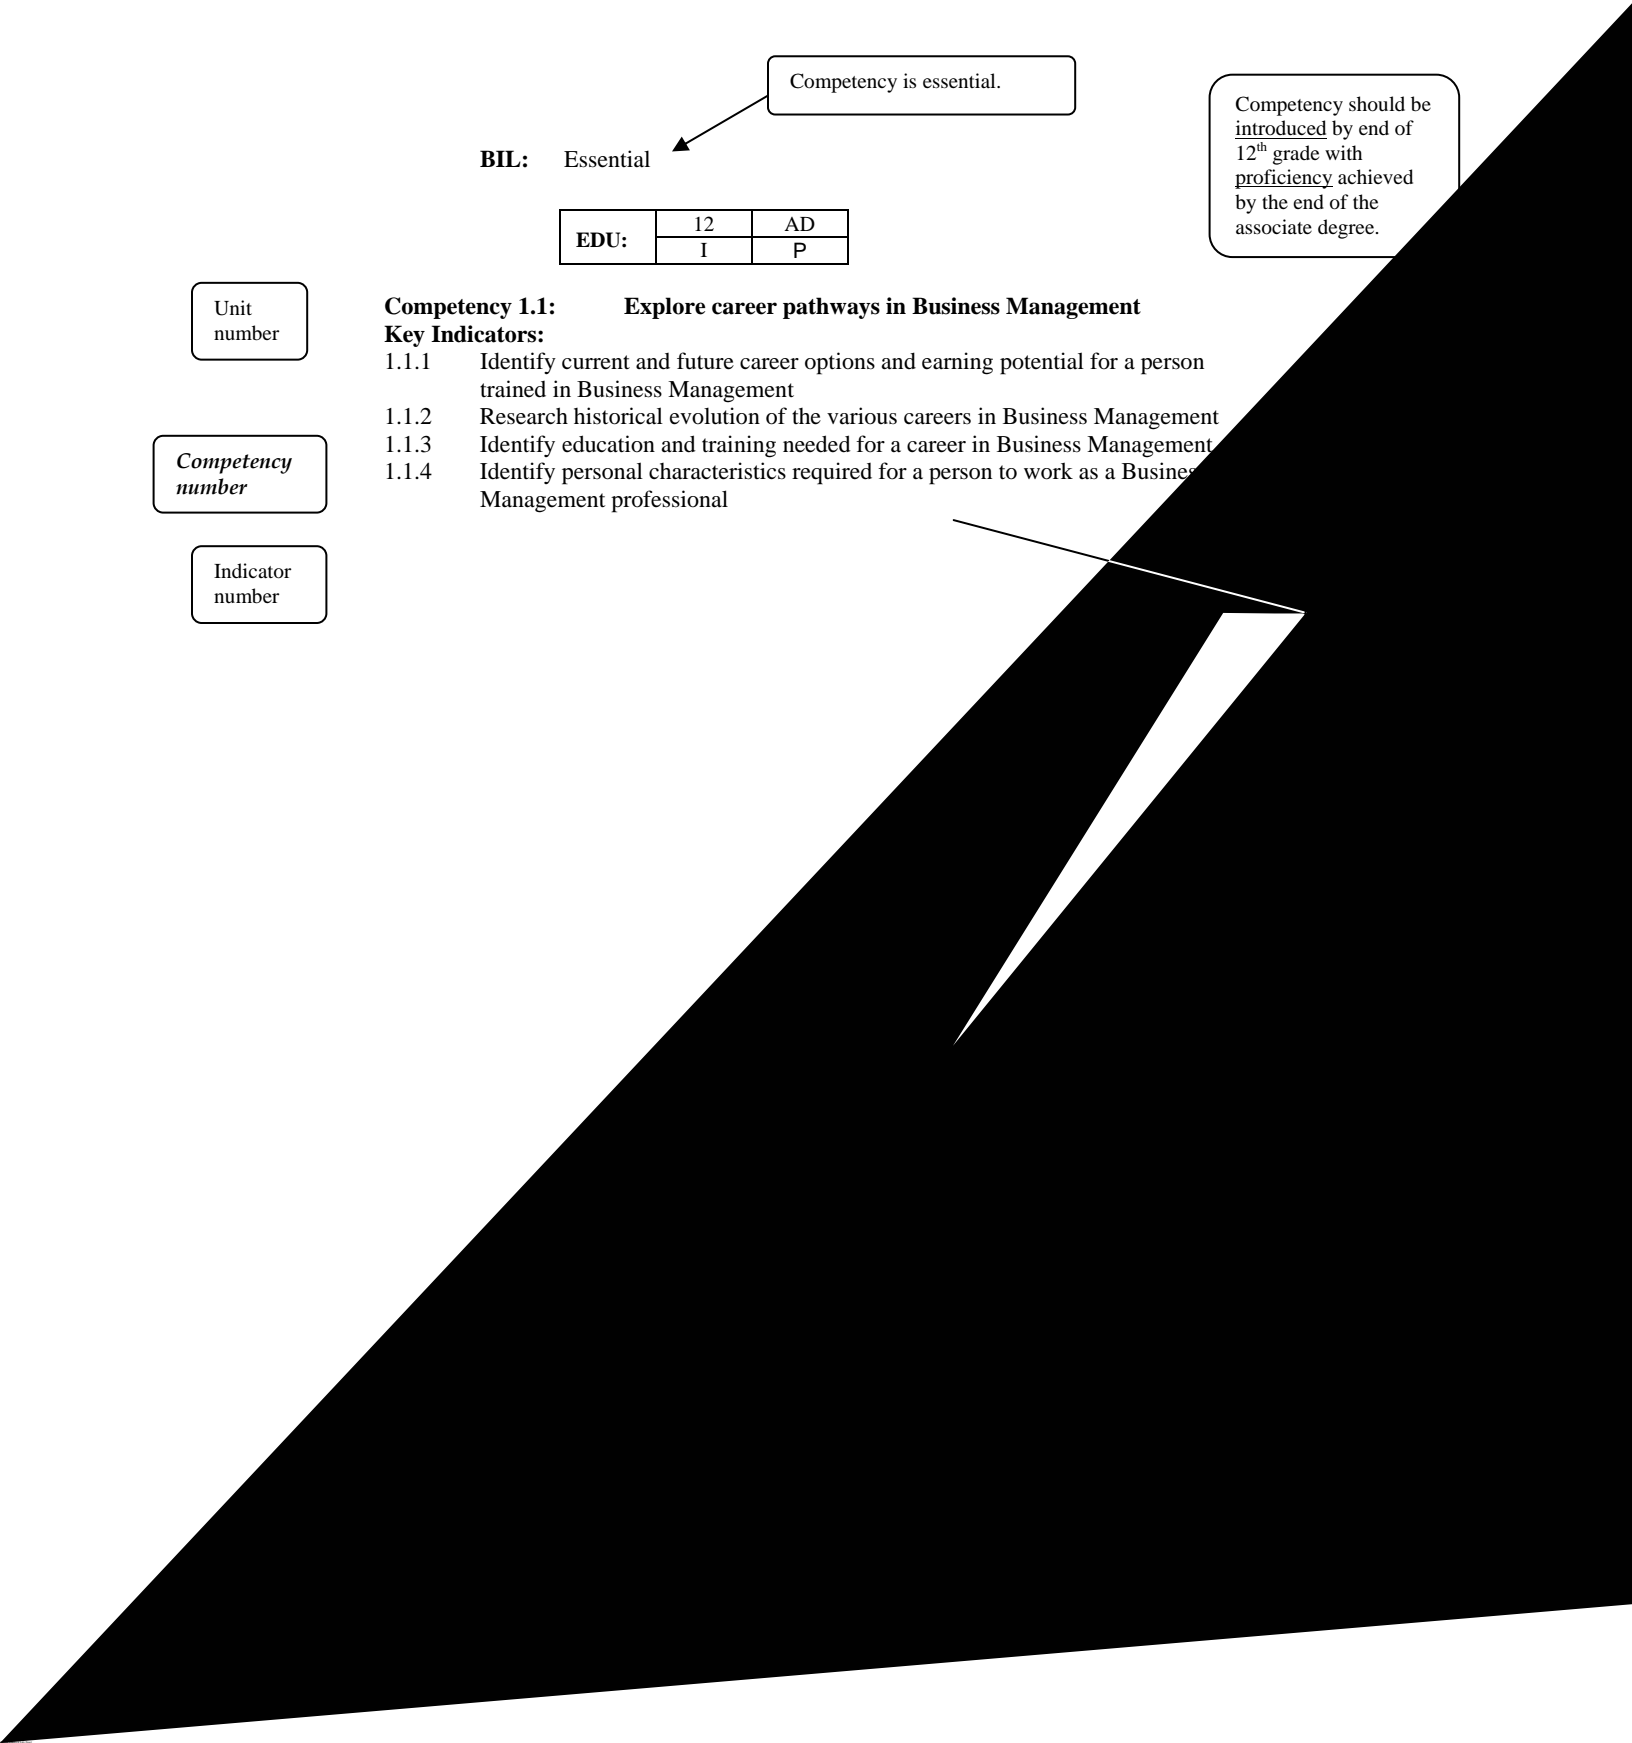 Competency is essential.
Competency should be
introduced by end of
12th grade with
proficiency achieved
by the end of the
associate degree.
BIL: Essential
EDU: 12 AD
I P
Unit
number
Competency 1.1: Explore career pathways in Business Management
Key Indicators:
1.1.1 Identify current and future career options and earning potential for a person
trained in Business Management
1.1.2 Research historical evolution of the various careers in Business Management
1.1.3 Identify education and training needed for a career in Business Management
1.1.4 Identify personal characteristics required for a person to work as a
Management professional
Competency
number
Indicator
number